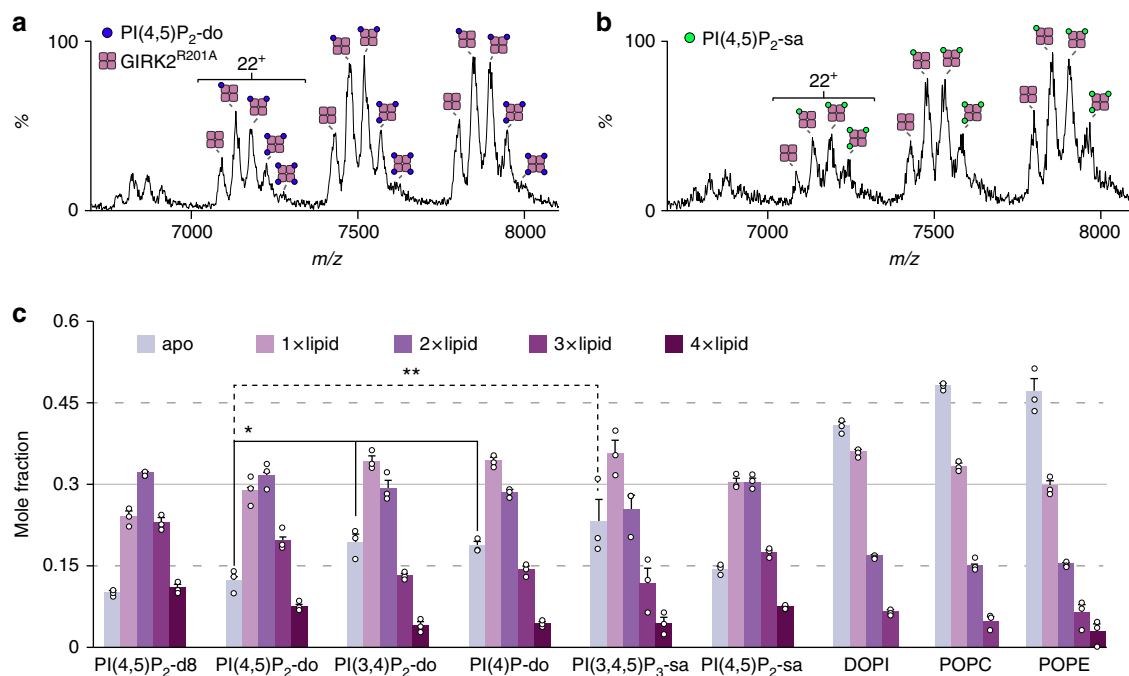 a
b
PI(4,5)P2-do
GIRK2R201A
PI(4,5)P2-sa
100
22+
%
0
7000
7500
8000
m/z
100
22+
%
0
7000
7500
8000
m/z
c
0.6
0.45
0.3
0.15
0
Mole fraction
apo
1×lipid
2×lipid
3×lipid
4×lipid
**
*
PI(4,5)P2-d8
PI(4,5)P2-do
PI(3,4)P2-do
PI(4)P-do
PI(3,4,5)P3-sa
PI(4,5)P2-sa
DOPI
POPC
POPE